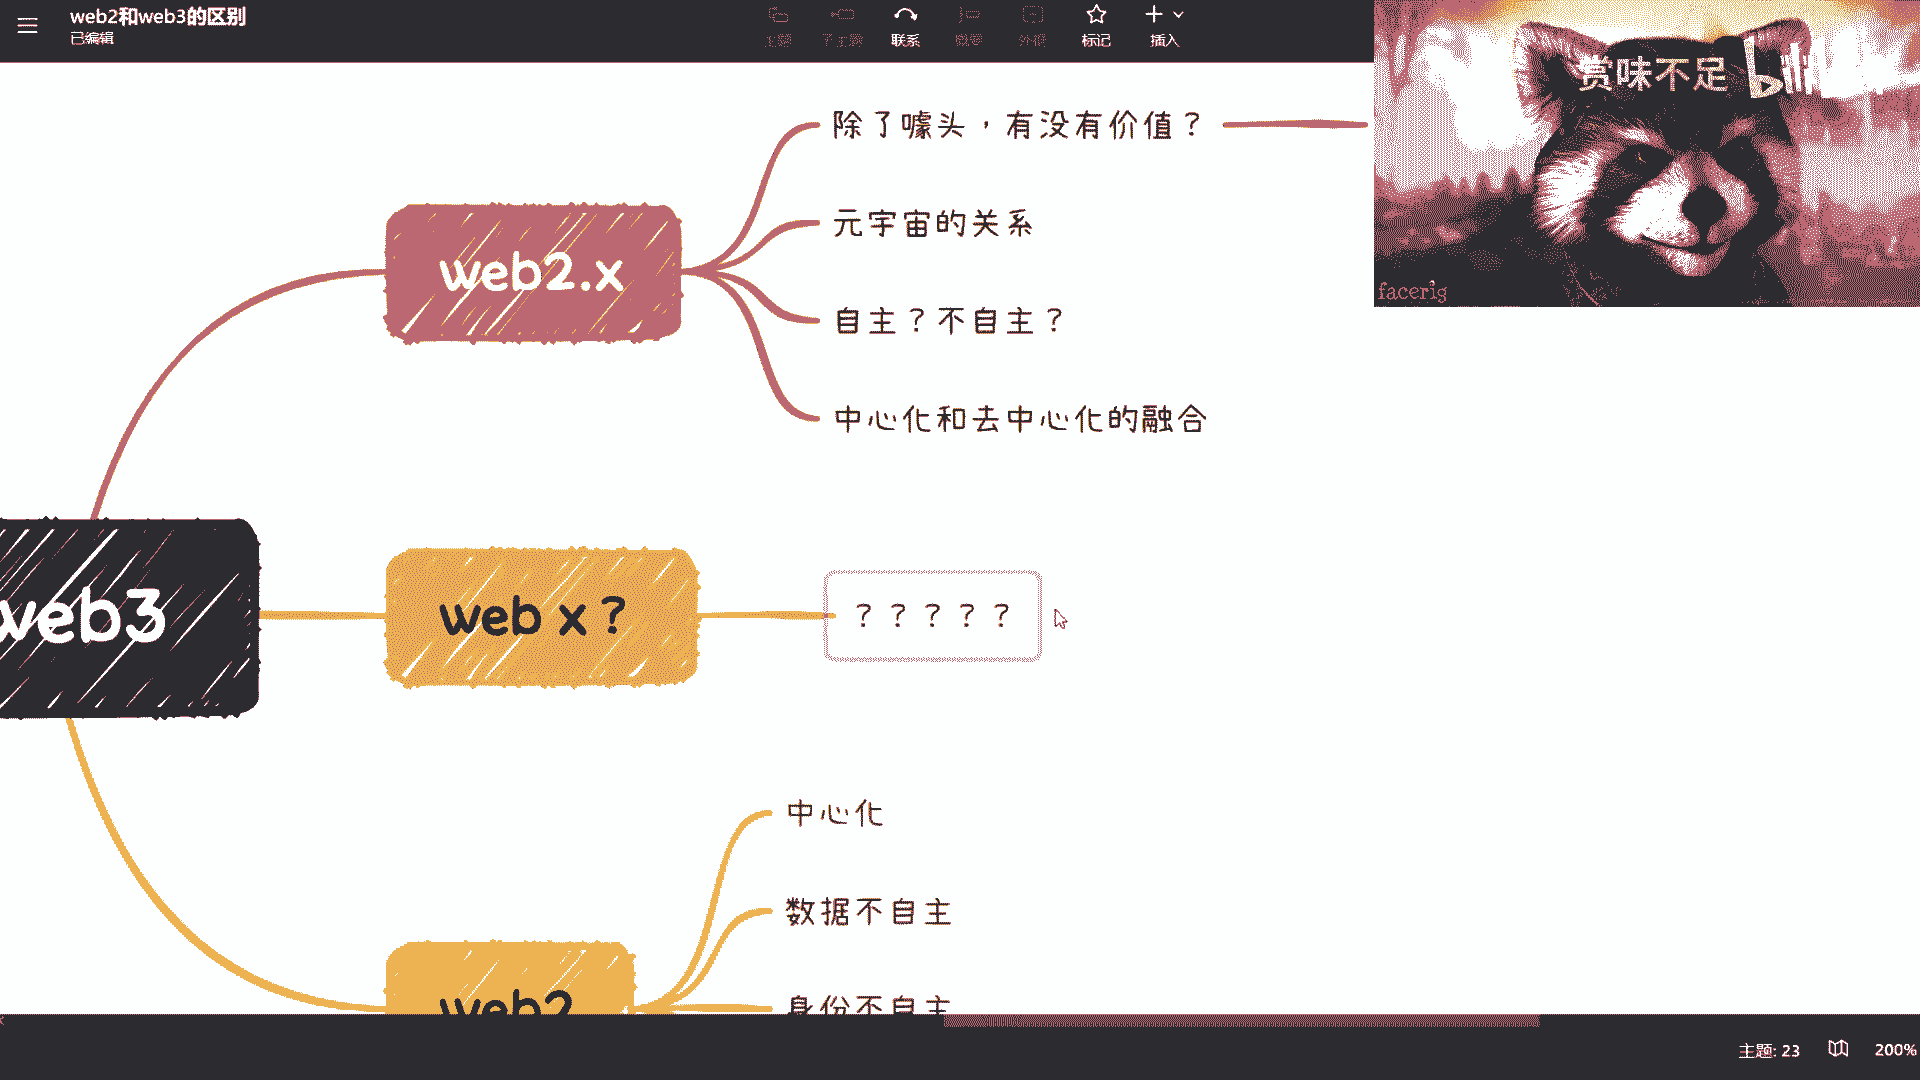 web2和web3的区别
已编辑
主题
子主题
联系
概要
外框
标记
插入
赏味不足
facerig
除了噱头，有没有价值？
元宇宙的关系
web2.x
自主？不自主？
中心化和去中心化的融合
web3
web x？
？？？？？
中心化
数据不自主
web2
身份不自主
主题: 23
200%